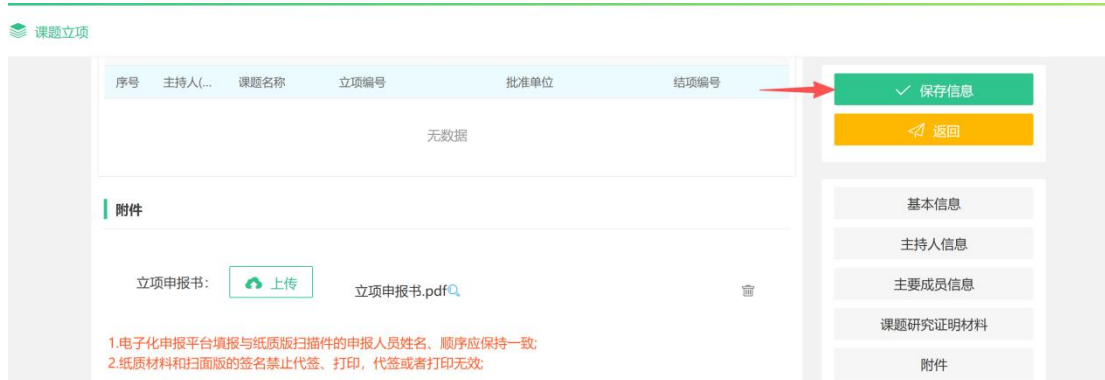 课题立项
序号 主持人(... 课题名称 立项编号 批准单位 结项编号
无数据
附件
立项申报书: 上传 立项申报书.pdf
1.电子化申报平台填报与纸质版扫描件的申报人员姓名、顺序应保持一致;
2.纸质材料和扫面版的签名禁止代签、打印，代签或者打印无效;
保存信息
返回
基本信息
主持人信息
主要成员信息
课题研究证明材料
附件